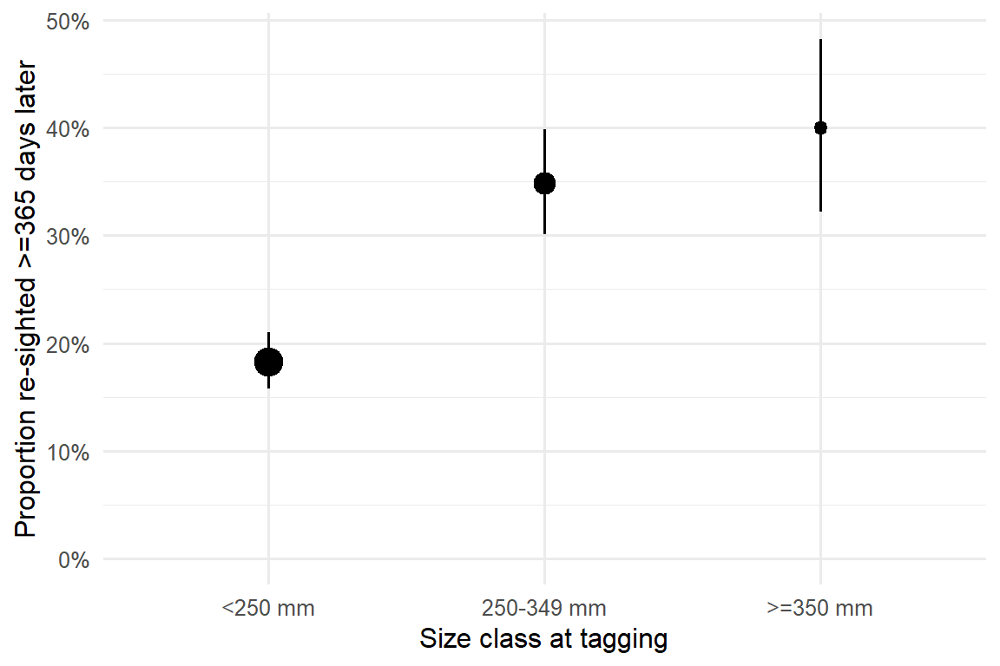 Proportion re-sighted >=365 days later
50%
40%
30%
20%
10%
0%
<250 mm
250-349 mm
>=350 mm
Size class at tagging